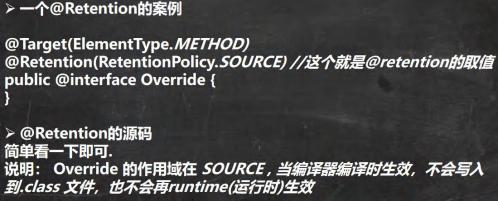 ➢ 一个@Retention的案例
@Target(ElementType.METHOD)
@Retention(RetentionPolicy.SOURCE) //这个就是@retention的取值
public @interface Override {
}
➢ @Retention的源码
简单看一下即可.
说明： Override 的作用域在 SOURCE , 当编译器编译时生效，不会写入
到.class 文件，也不会再runtime(运行时)生效